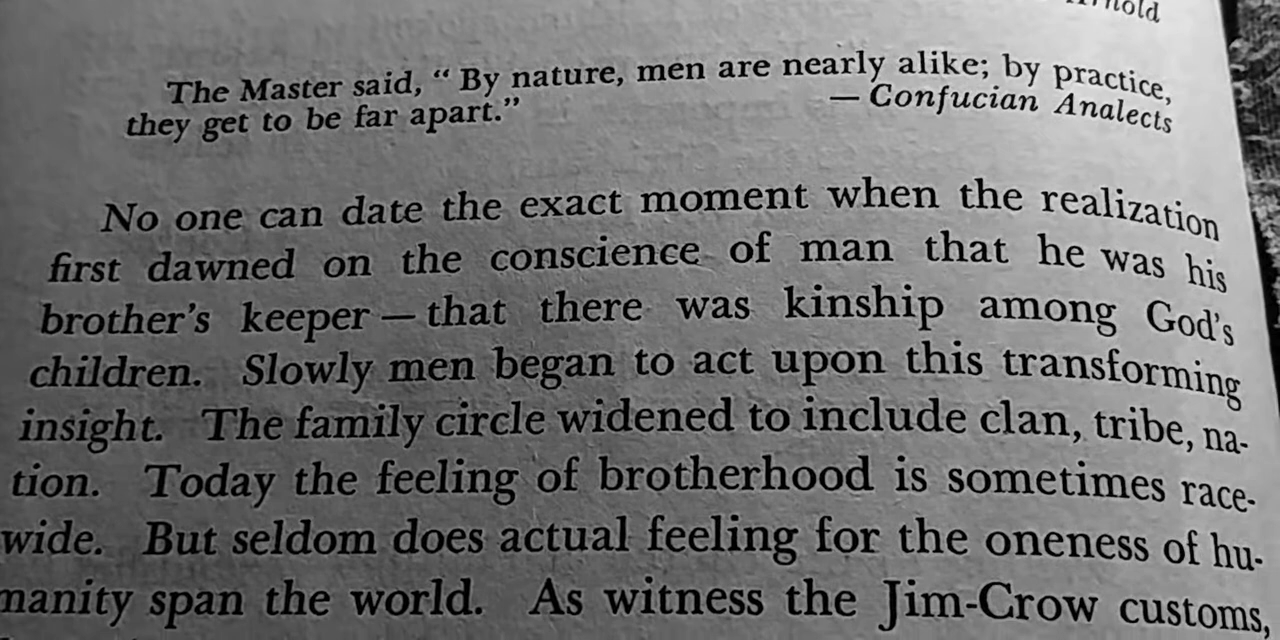 The Master said, “ By nature, men are nearly alike; by practice,
they get to be far apart.”
— Confucian Analects
No one can date the exact moment when the realization
first dawned on the conscience of man that he was his
brother’s keeper — that there was kinship among God’s
children. Slowly men began to act upon this transforming
insight. The family circle widened to include clan, tribe, na-
tion. Today the feeling of brotherhood is sometimes race-
wide. But seldom does actual feeling for the oneness of hu-
manity span the world. As witness the Jim-Crow customs,